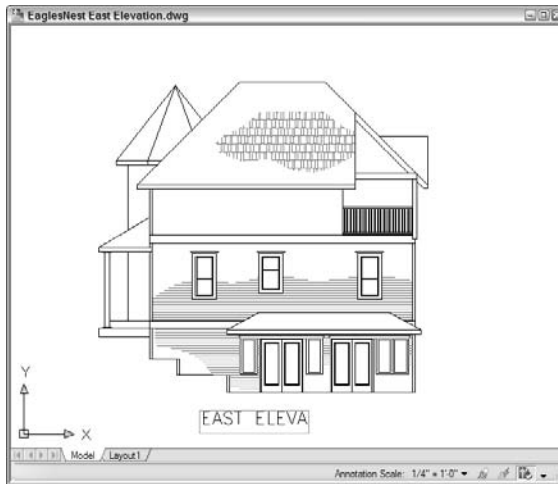 EaglesNest East Elevation.dwg
Y
X
EAST ELEVA
Model
Layout1
Annotation Scale: 1/4" = 1'-0"